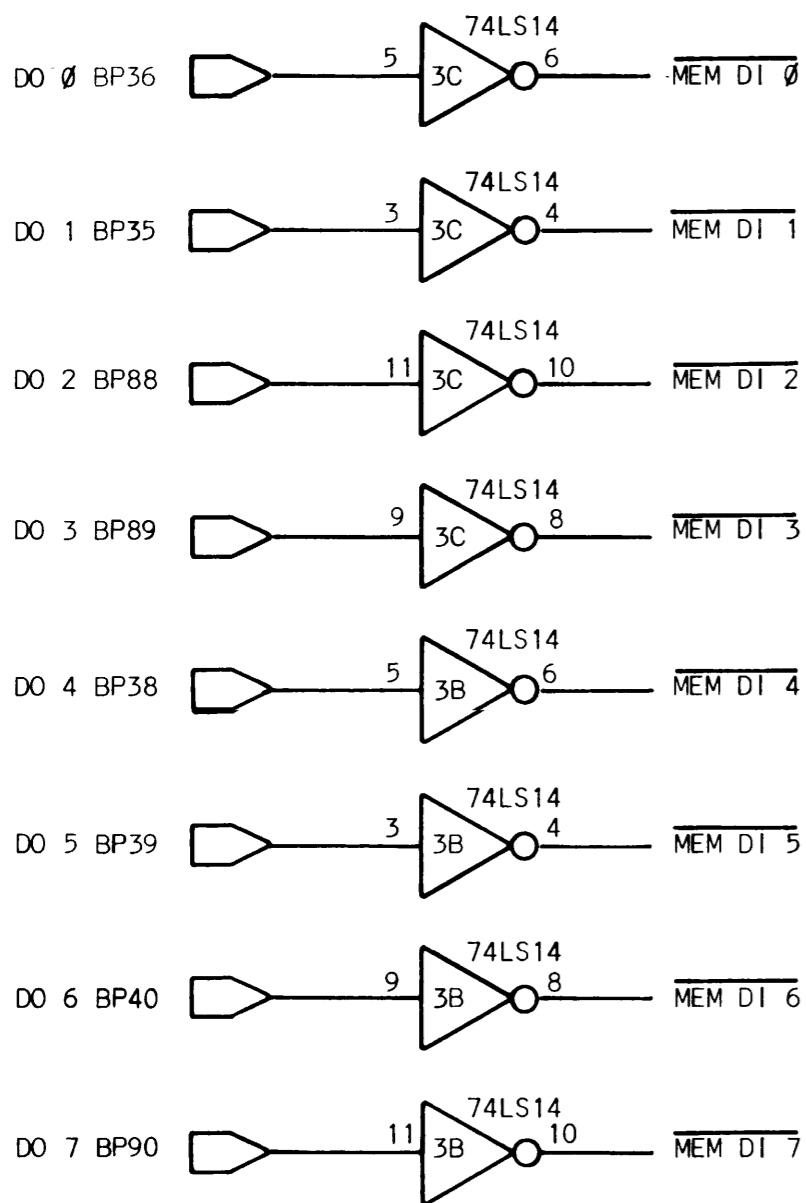 74LS14
DO Ø BP36 5 3C 6 MEM DI Ø
74LS14
DO 1 BP35 3 3C 4 MEM DI 1
74LS14
DO 2 BP88 11 3C 10 MEM DI 2
74LS14
DO 3 BP89 9 3C 8 MEM DI 3
74LS14
DO 4 BP38 5 3B 6 MEM DI 4
74LS14
DO 5 BP39 3 3B 4 MEM DI 5
74LS14
DO 6 BP40 9 3B 8 MEM DI 6
74LS14
DO 7 BP90 11 3B 10 MEM DI 7